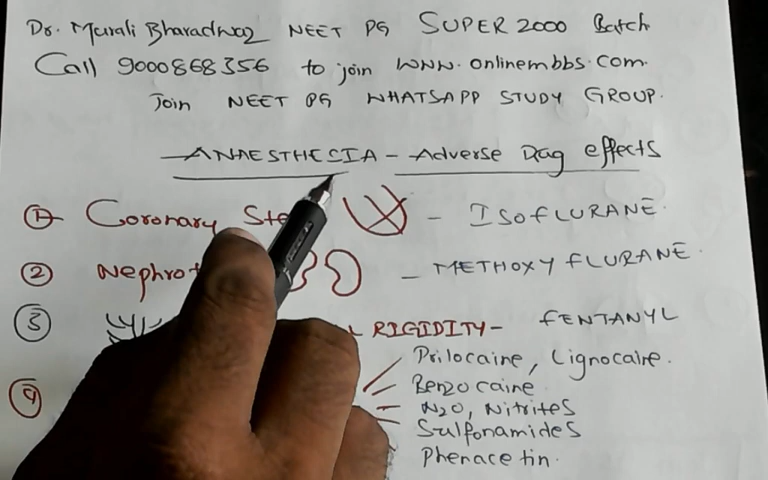 Dr. Murali Bharadwaz NEET PG SUPER 2000 Batch
Call 9000868356 to join WWW.onlinembbs.com.
Join NEET PG WHATSAPP STUDY GROUP.
ANAESTHESIA - Adverse Drag effects
① Coronary Ste - ISOFLURANE.
② Nephrot - METHOXY FLURANE.
③ RIGIDITY - FENTANYL
④ Prilocaine, Lignocaine.
Benzocaine
N2O, Nitrites
Sulfonamides
Phenacetin.